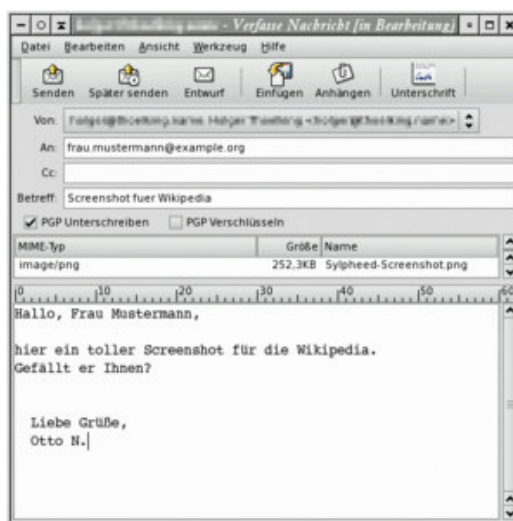 - Verfasse Nachricht [in Bearbeitung]
Datei Bearbeiten Ansicht Werkzeug Hilfe
Senden Später senden Entwurf Einfügen Anhängen Unterschrift
Von:
An: frau.mustermann@example.org
Cc:
Betreff: Screenshot fuer Wikipedia
PGP Unterschreiben PGP Verschlüsseln
MIME-Typ Größe Name
image/png 252,3KB Sylpheed-Screenshot.png
0 10 20 30 40 50 60
Hallo, Frau Mustermann,
hier ein toller Screenshot für die Wikipedia.
Gefällt er Ihnen?
Liebe Grüße,
Otto N.